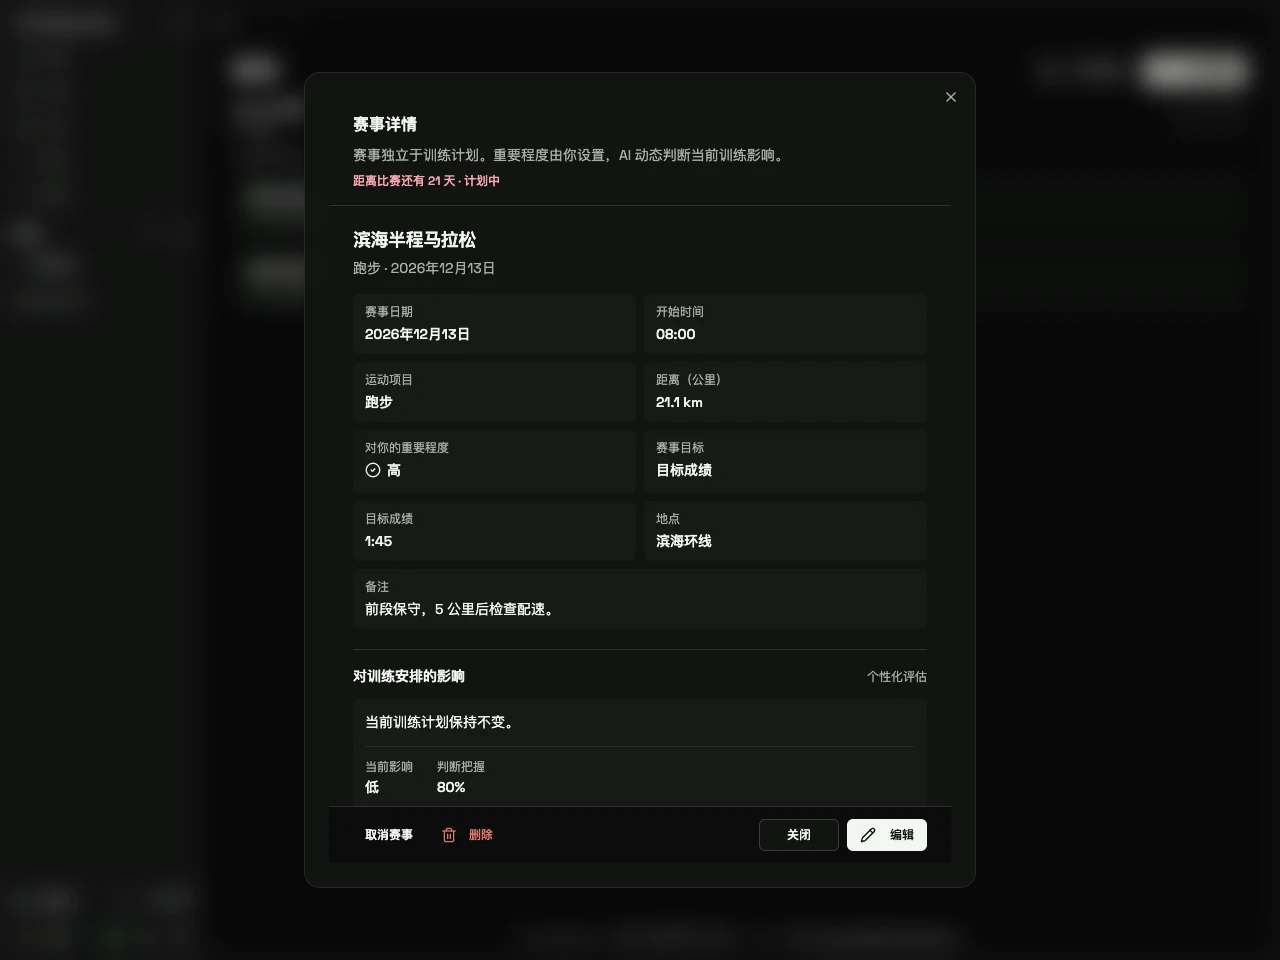 赛事详情
赛事独立于训练计划。重要程度由你设置，AI 动态判断当前训练影响。
距离比赛还有 21 天 · 计划中
滨海半程马拉松
跑步 · 2026年12月13日
赛事日期
2026年12月13日
开始时间
08:00
运动项目
跑步
距离（公里）
21.1 km
对你的重要程度
高
赛事目标
目标成绩
目标成绩
1:45
地点
滨海环线
备注
前段保守，5 公里后检查配速。
对训练安排的影响
个性化评估
当前训练计划保持不变。
当前影响
低
判断把握
80%
取消赛事
删除
关闭
编辑